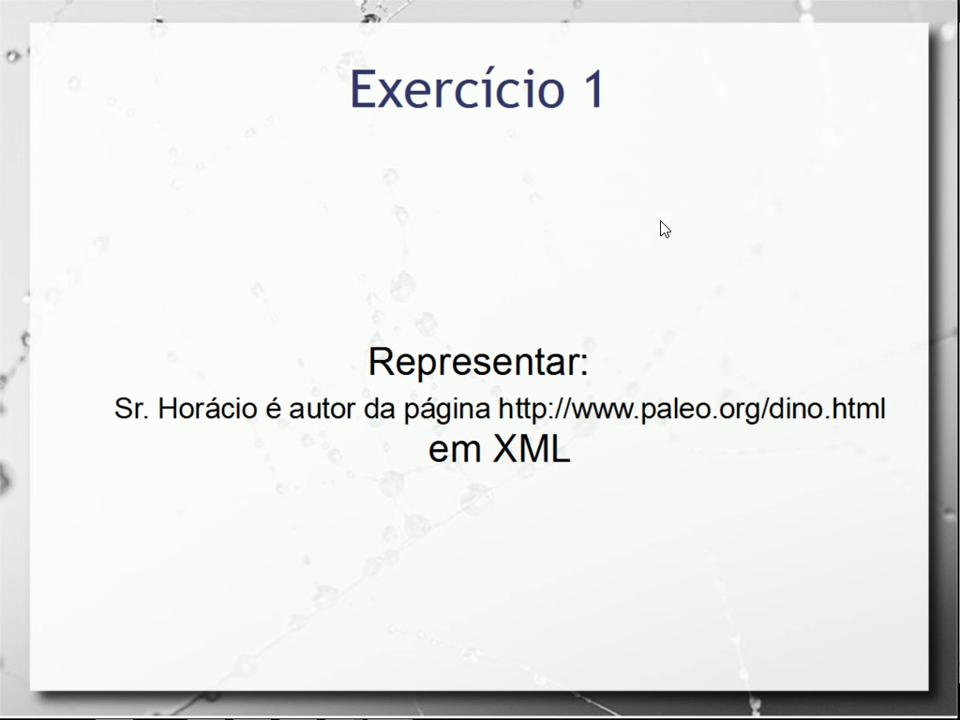 Exercício 1
Representar:
Sr. Horácio é autor da página http://www.paleo.org/dino.html
em XML